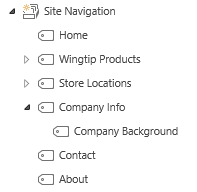 Site Navigation
Home
Wingtip Products
Store Locations
Company Info
Company Background
Contact
About